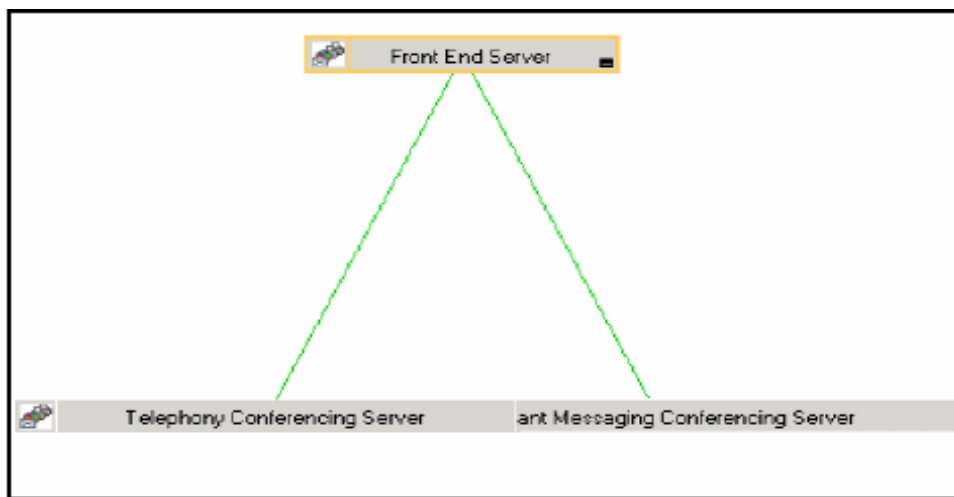 Front End Server
Telephony Conferencing Server
ant Messaging Conferencing Server